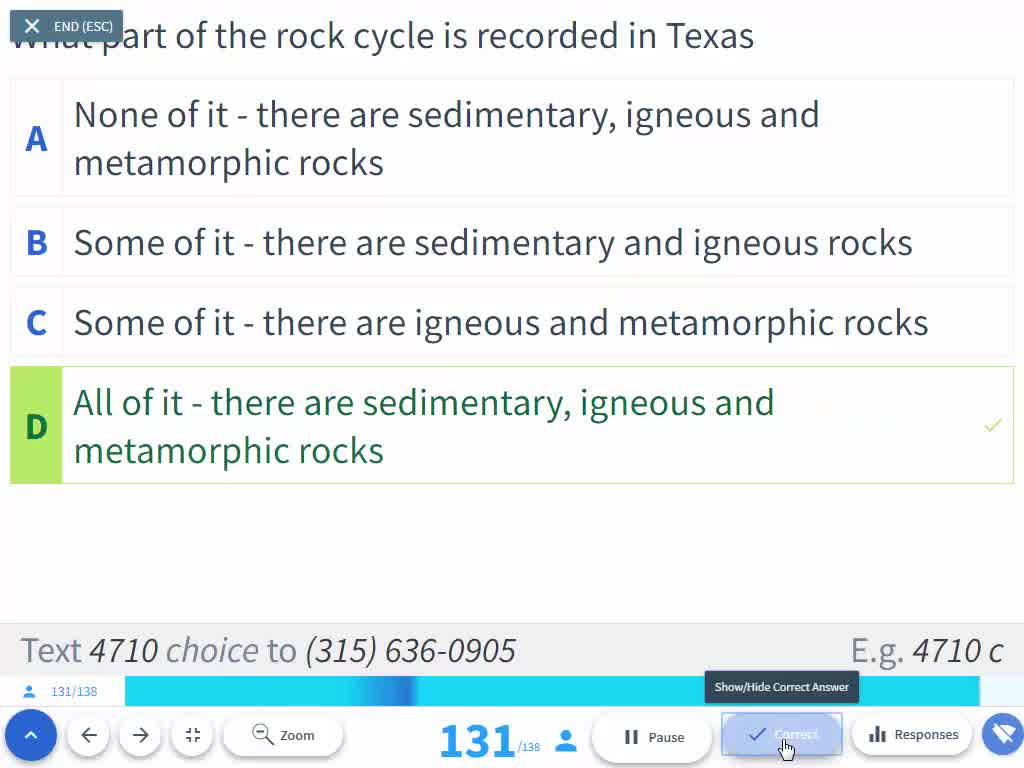 END (ESC)
part of the rock cycle is recorded in Texas
A
None of it - there are sedimentary, igneous and
metamorphic rocks
B
Some of it - there are sedimentary and igneous rocks
C
Some of it - there are igneous and metamorphic rocks
D
All of it - there are sedimentary, igneous and
metamorphic rocks
Text 4710 choice to (315) 636-0905
E.g. 4710 c
131/138
Show/Hide Correct Answer
Zoom
131/138
Pause
Correct
Responses